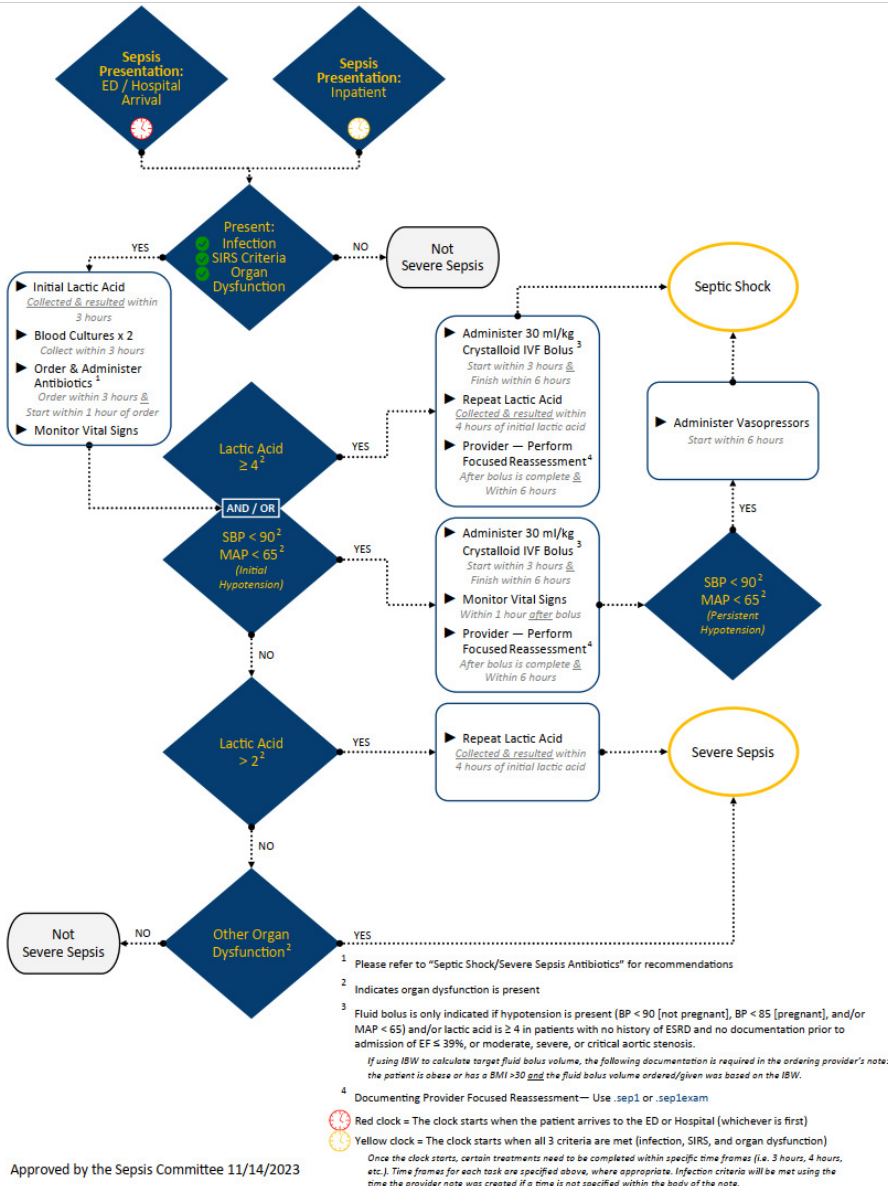 Sepsis
Presentation:
ED / Hospital
Arrival
Sepsis
Presentation:
Inpatient
Present:
Infection
SIRS Criteria
Organ
Dysfunction
YES
NO
Not
Severe Sepsis
► Initial Lactic Acid
Collected & resulted within
3 hours
► Blood Cultures x 2
Collect within 3 hours
► Order & Administer
Antibiotics 1
Order within 3 hours &
Start within 1 hour of order
► Monitor Vital Signs
Lactic Acid
≥ 4 2
YES
► Administer 30 ml/kg
Crystalloid IVF Bolus 3
Start within 3 hours &
Finish within 6 hours
► Repeat Lactic Acid
Collected & resulted within
4 hours of initial lactic acid
► Provider — Perform
Focused Reassessment 4
After bolus is complete &
Within 6 hours
Septic Shock
► Administer Vasopressors
Start within 6 hours
AND / OR
SBP < 90 2
MAP < 65 2
(Initial
Hypotension)
YES
► Administer 30 ml/kg
Crystalloid IVF Bolus 3
Start within 3 hours &
Finish within 6 hours
► Monitor Vital Signs
Within 1 hour after bolus
► Provider — Perform
Focused Reassessment 4
After bolus is complete &
Within 6 hours
YES
SBP < 90 2
MAP < 65 2
(Persistent
Hypotension)
NO
Lactic Acid
> 2 2
YES
► Repeat Lactic Acid
Collected & resulted within
4 hours of initial lactic acid
Severe Sepsis
NO
Other Organ
Dysfunction 2
NO
Not
Severe Sepsis
YES
1 Please refer to “Septic Shock/Severe Sepsis Antibiotics” for recommendations
2 Indicates organ dysfunction is present
3 Fluid bolus is only indicated if hypotension is present (BP < 90 [not pregnant], BP < 85 [pregnant], and/or
MAP < 65) and/or lactic acid is ≥ 4 in patients with no history of ESRD and no documentation prior to
admission of EF ≤ 39%, or moderate, severe, or critical aortic stenosis.
If using IBW to calculate target fluid bolus volume, the following documentation is required in the ordering provider's note:
the patient is obese or has a BMI >30 and the fluid bolus volume ordered/given was based on the IBW.
4 Documenting Provider Focused Reassessment— Use .sep1 or .sep1exam
Red clock = The clock starts when the patient arrives to the ED or Hospital (whichever is first)
Yellow clock = The clock starts when all 3 criteria are met (infection, SIRS, and organ dysfunction)
Once the clock starts, certain treatments need to be completed within specific time frames (i.e. 3 hours, 4 hours,
etc.). Time frames for each task are specified above, where appropriate. Infection criteria will be met using the
time the provider note was created if a time is not specified within the body of the note.
Approved by the Sepsis Committee 11/14/2023